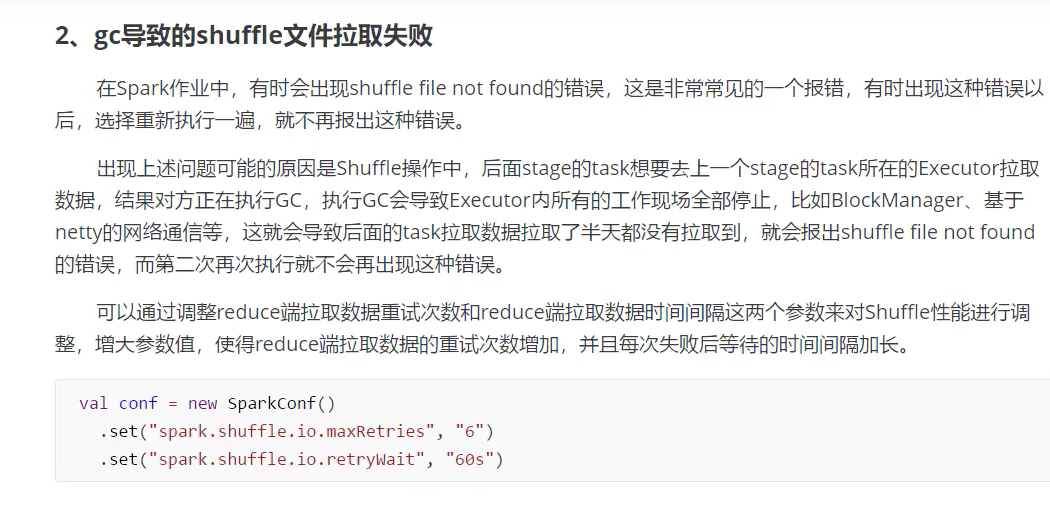 2、gc导致的shuffle文件拉取失败
在Spark作业中，有时会出现shuffle file not found的错误，这是非常常见的一个报错，有时出现这种错误以
后，选择重新执行一遍，就不再报出这种错误。
出现上述问题可能的原因是Shuffle操作中，后面stage的task想要去上一个stage的task所在的Executor拉取
数据，结果对方正在执行GC，执行GC会导致Executor内所有的工作现场全部停止，比如BlockManager、基于
netty的网络通信等，这就会导致后面的task拉取数据拉取了半天都没有拉取到，就会报出shuffle file not found
的错误，而第二次再次执行就不会再出现这种错误。
可以通过调整reduce端拉取数据重试次数和reduce端拉取数据时间间隔这两个参数来对Shuffle性能进行调
整，增大参数值，使得reduce端拉取数据的重试次数增加，并且每次失败后等待的时间间隔加长。
val conf = new SparkConf()
.set("spark.shuffle.io.maxRetries", "6")
.set("spark.shuffle.io.retryWait", "60s")